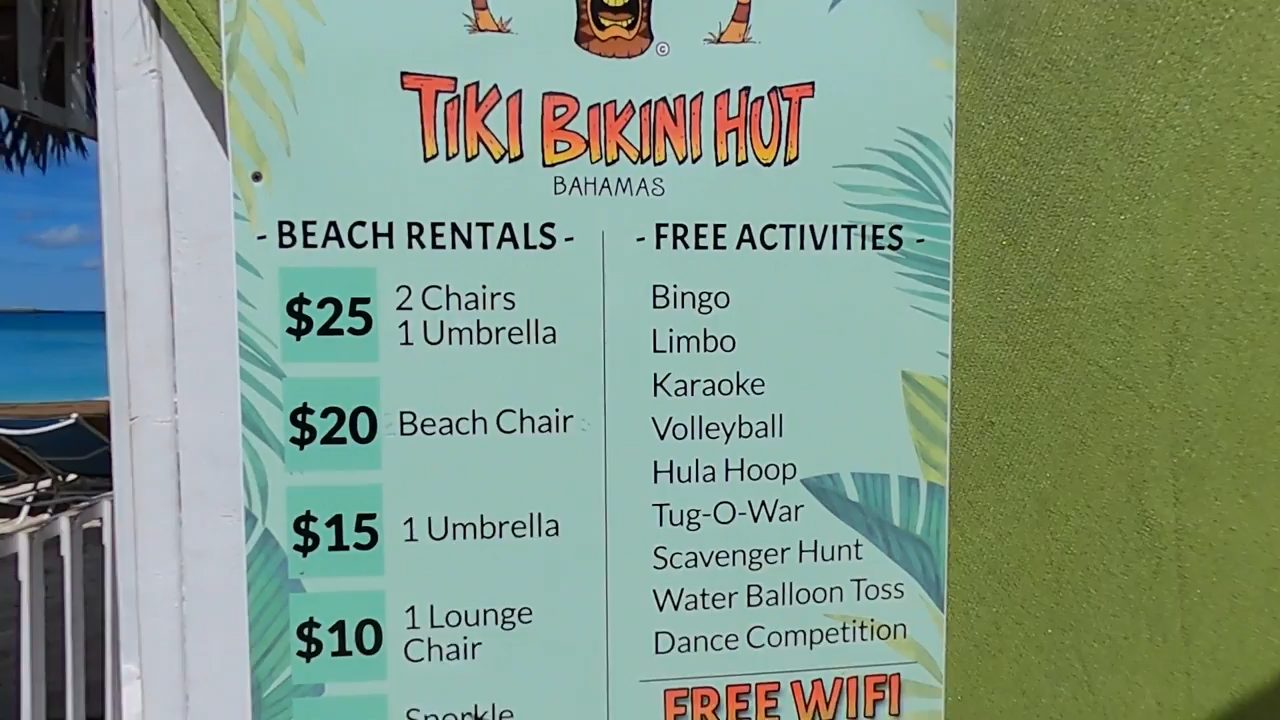 ©
TIKI BIKINI HUT
BAHAMAS
- BEACH RENTALS -
$25
2 Chairs
1 Umbrella
$20
Beach Chair
$15
1 Umbrella
$10
1 Lounge
Chair
Snorkle
- FREE ACTIVITIES -
Bingo
Limbo
Karaoke
Volleyball
Hula Hoop
Tug-O-War
Scavenger Hunt
Water Balloon Toss
Dance Competition
FREE WIFI